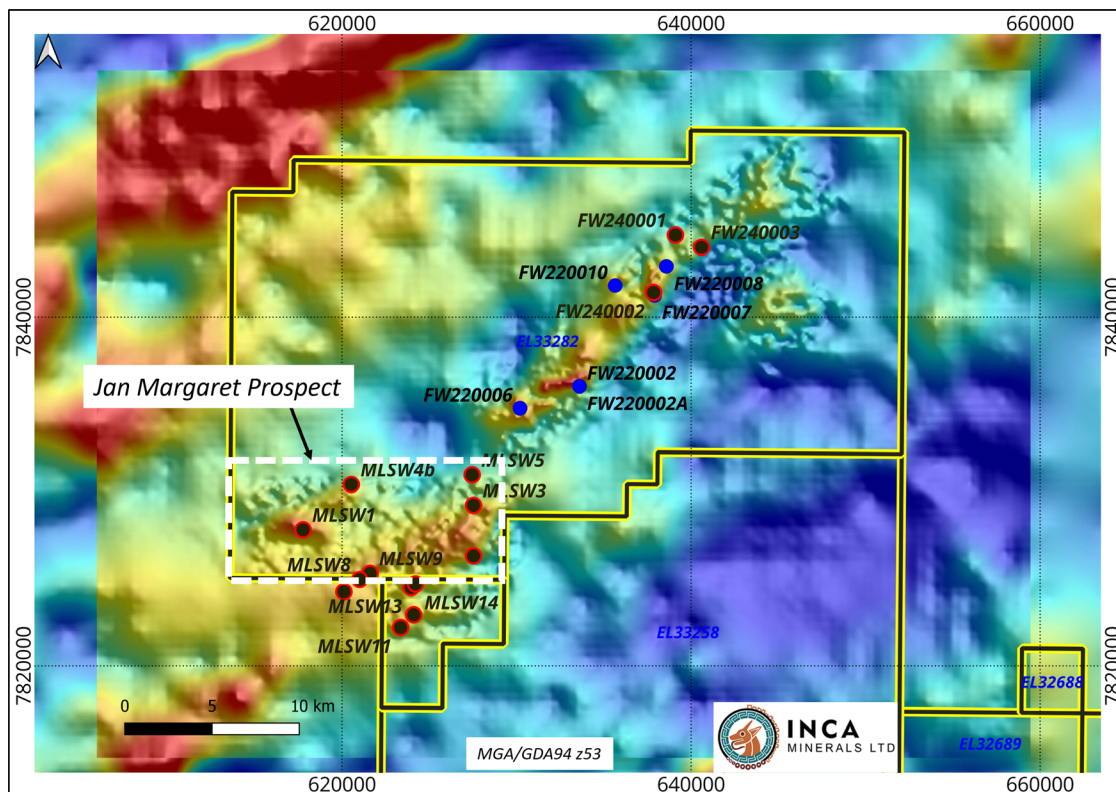 620000
640000
660000
FW240001
FW240003
FW220010
FW220008
FW240002
FW220007
7840000
7840000
EL33282
FW220002
FW220006
FW220002A
Jan Margaret Prospect
MLSW5
MLSW4b
MLSW3
MLSW1
MLSW9
MLSW8
MLSW13
MLSW14
MLSW11
EL33258
7820000
7820000
EL32688
0 5 10 km
INCA
MINERALS LTD
EL32689
MGA/GDA94 z53
620000
640000
660000